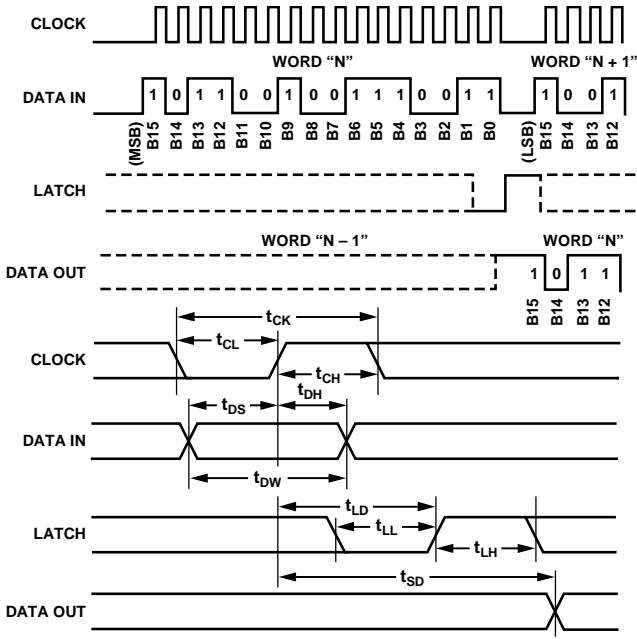 CLOCK
WORD “N” WORD “N + 1”
DATA IN 1 0 1 1 0 0 1 0 0 1 1 1 0 0 1 1 1 0 0 1
(MSB) B15 B14 B13 B12 B11 B10 B9 B8 B7 B6 B5 B4 B3 B2 B1 B0 (LSB) B15 B14 B13 B12
LATCH
WORD “N – 1” WORD “N”
DATA OUT 1 0 1 1
B15 B14 B13 B12
tCK
tCL
CLOCK
tCH
tDH
tDS
DATA IN
tDW
tLD
tLL
LATCH
tLH
tSD
DATA OUT